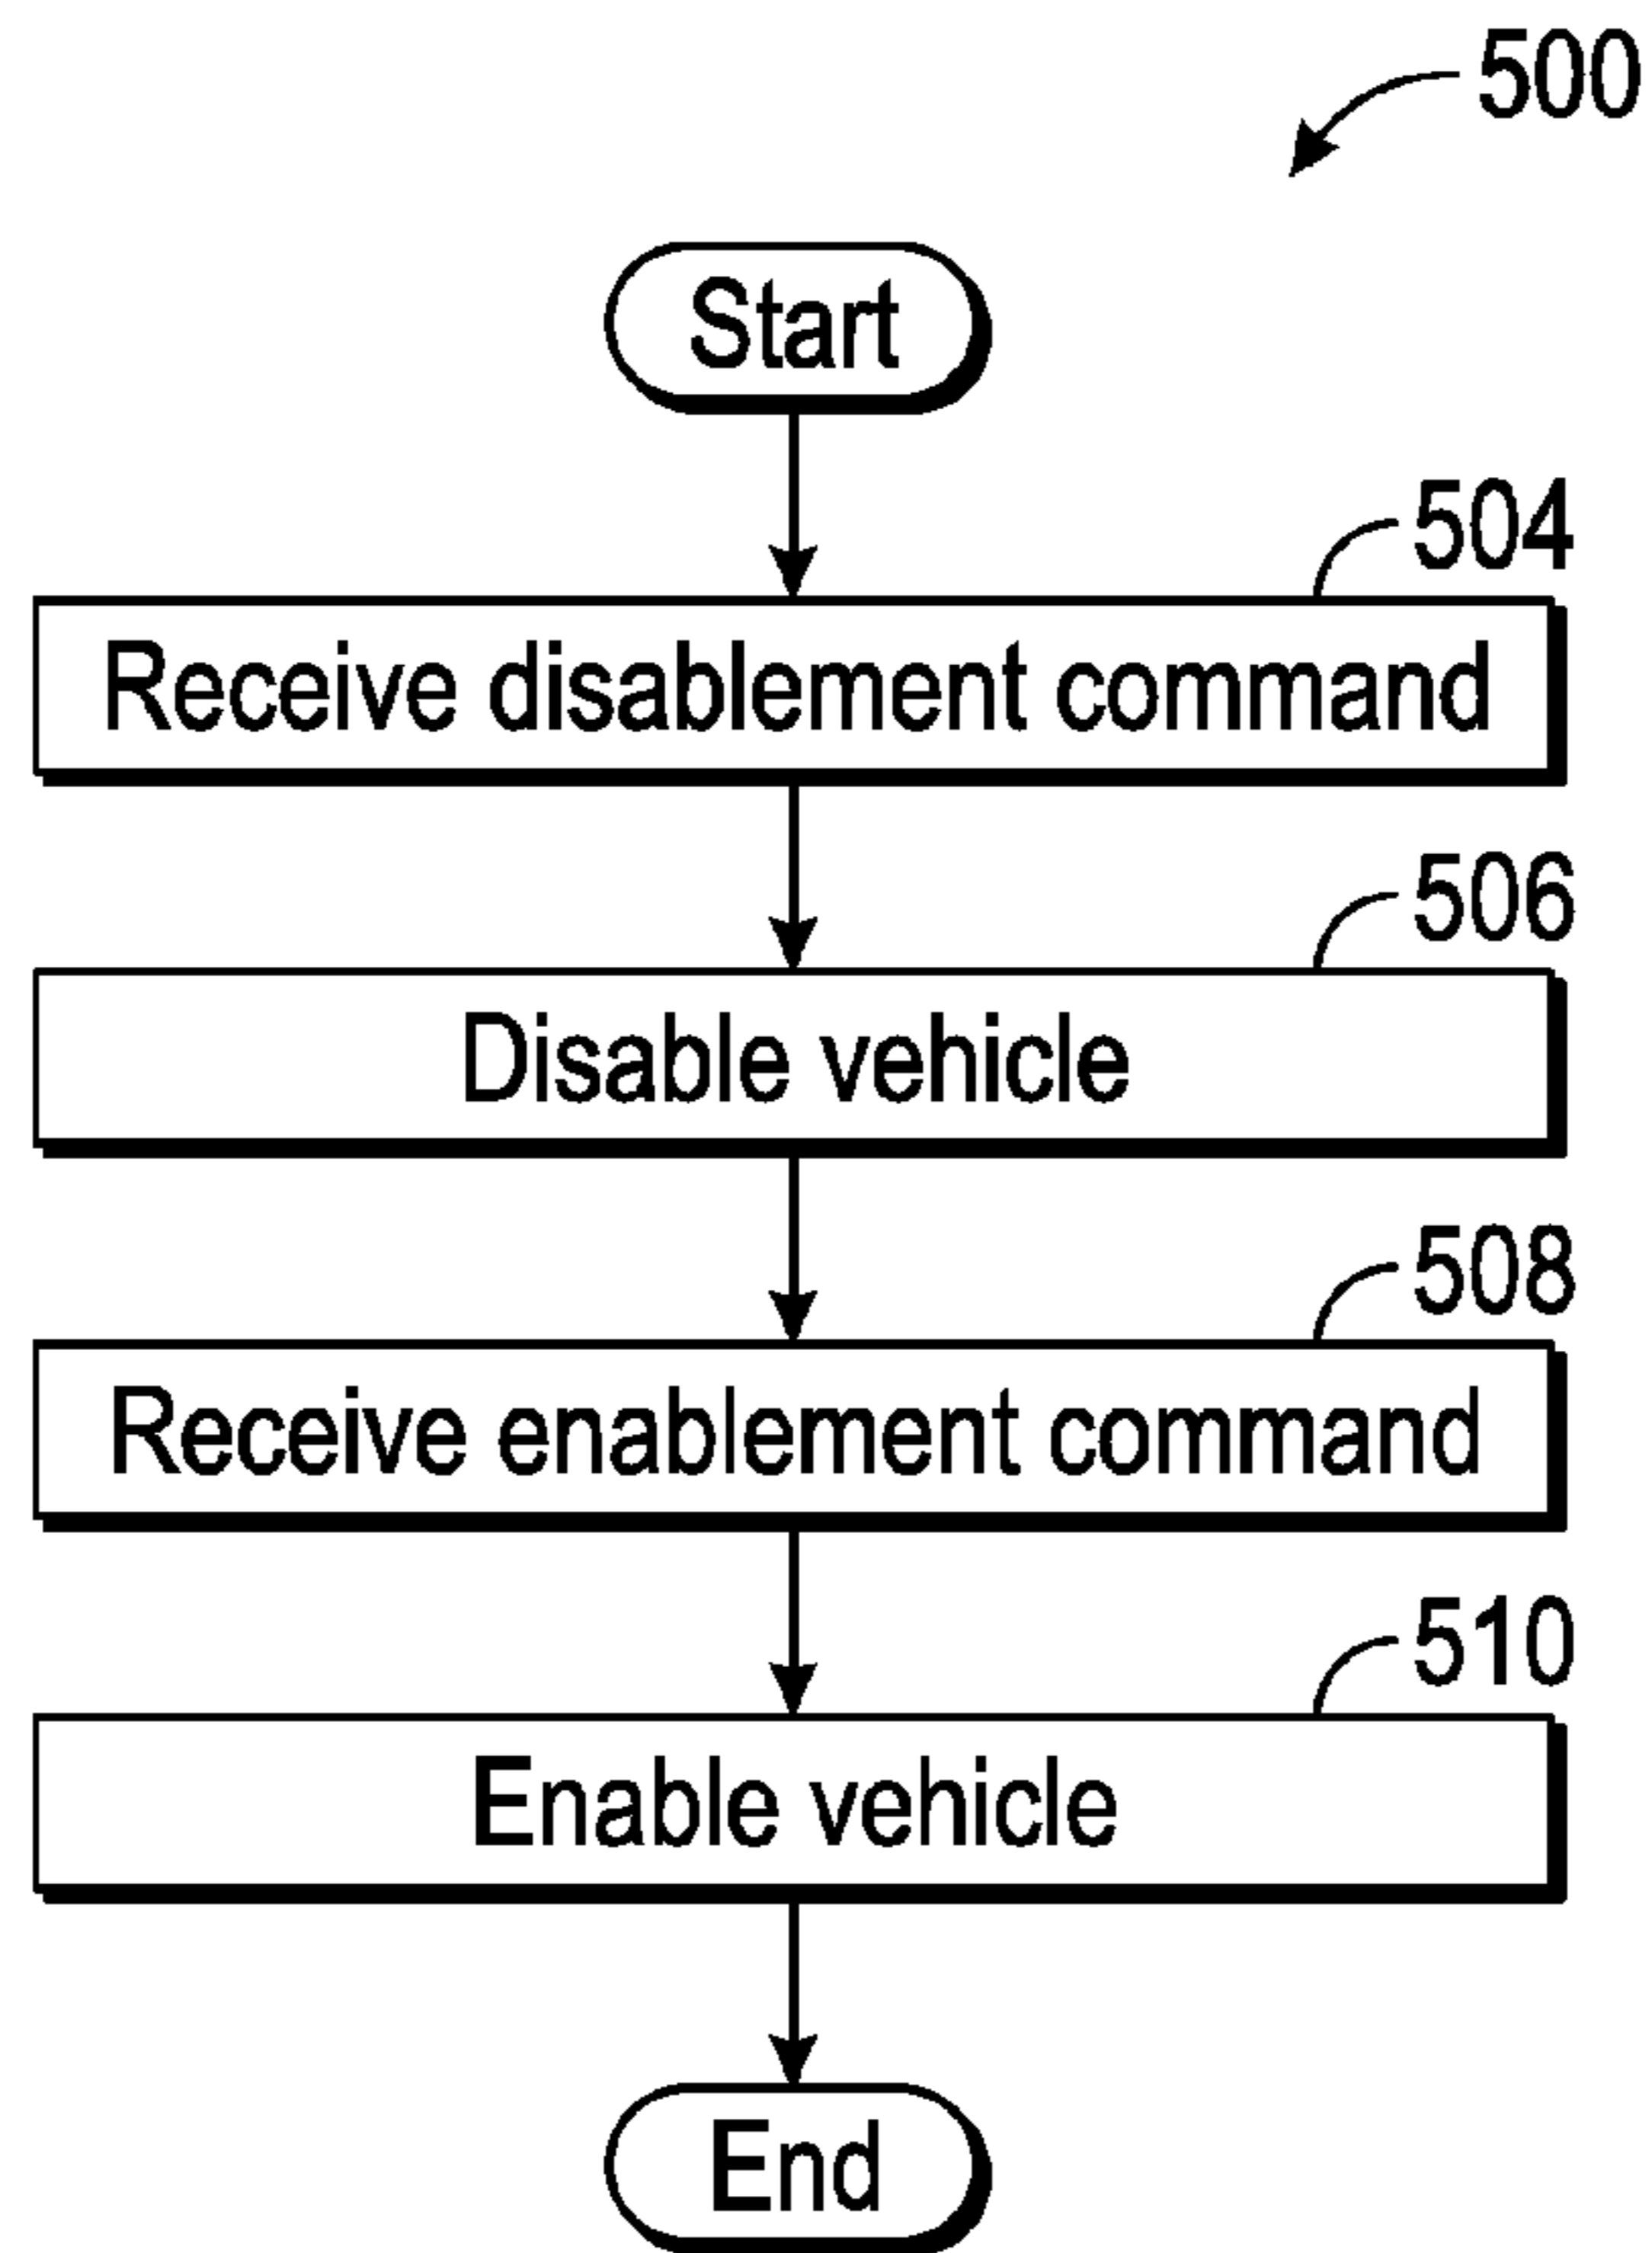 500
Start
504
Receive disablement command
506
Disable vehicle
508
Receive enablement command
510
Enable vehicle
End